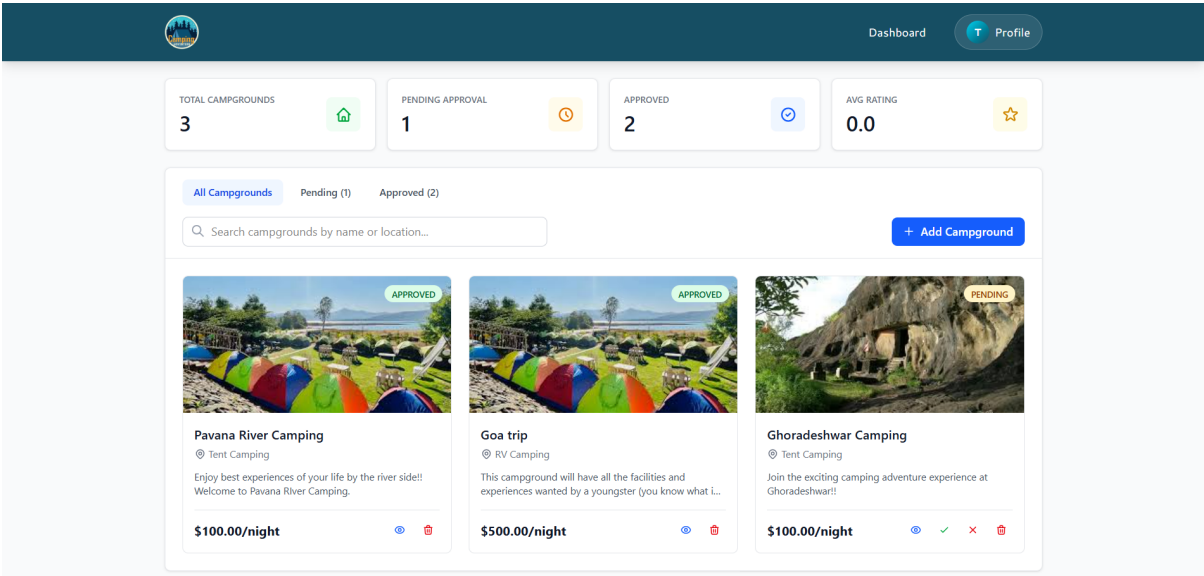 Camping
Dashboard
T
Profile
TOTAL CAMPGROUNDS
3
PENDING APPROVAL
1
APPROVED
2
AVG RATING
0.0
All Campgrounds
Pending (1)
Approved (2)
Search campgrounds by name or location...
+ Add Campground
APPROVED
Pavana River Camping
Tent Camping
Enjoy best experiences of your life by the river side!!
Welcome to Pavana RIver Camping.
$100.00/night
APPROVED
Goa trip
RV Camping
This campground will have all the facilities and
experiences wanted by a youngster (you know what i...
$500.00/night
PENDING
Ghoradeshwar Camping
Tent Camping
Join the exciting camping adventure experience at
Ghoradeshwar!!
$100.00/night